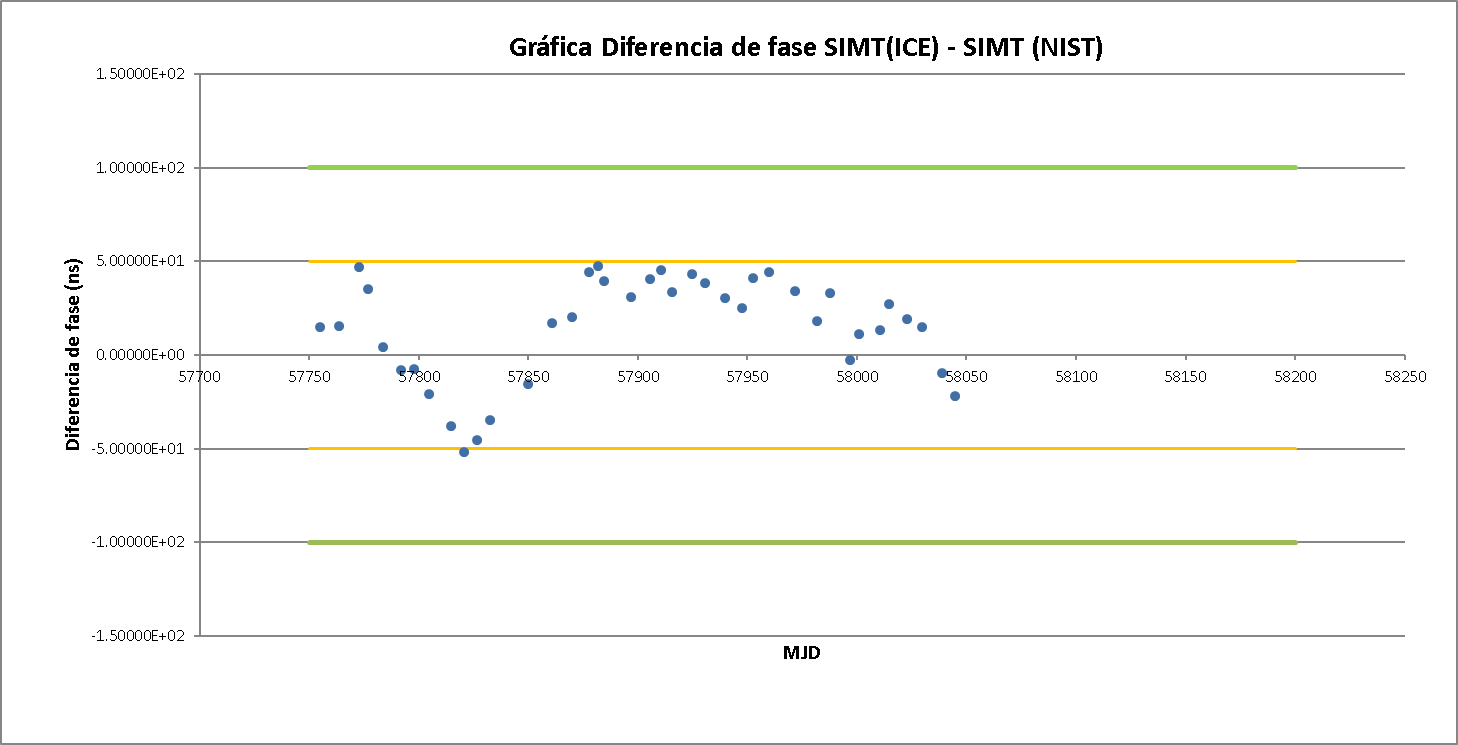 Gráfica Diferencia de fase SIMT(ICE) - SIMT (NIST)
1.50000E+02
1.00000E+02
5.00000E+01
0.00000E+00
-5.00000E+01
-1.00000E+02
-1.50000E+02
Diferencia de fase (ns)
57700 57750 57800 57850 57900 57950 58000 58050 58100 58150 58200 58250
MJD